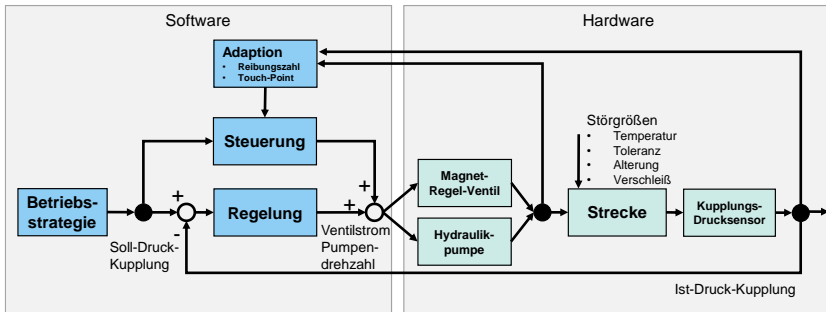 Software
Hardware
Adaption
• Reibungszahl
• Touch-Point
Steuerung
Störgrößen
• Temperatur
• Toleranz
• Alterung
• Verschleiß
Magnet-
Regel-Ventil
Betriebs-
strategie
+
-
Regelung
+
+
Hydraulik-
pumpe
Strecke
Kupplungs-
Drucksensor
Soll-Druck-
Kupplung
Ventilstrom
Pumpen-
drehzahl
Ist-Druck-Kupplung